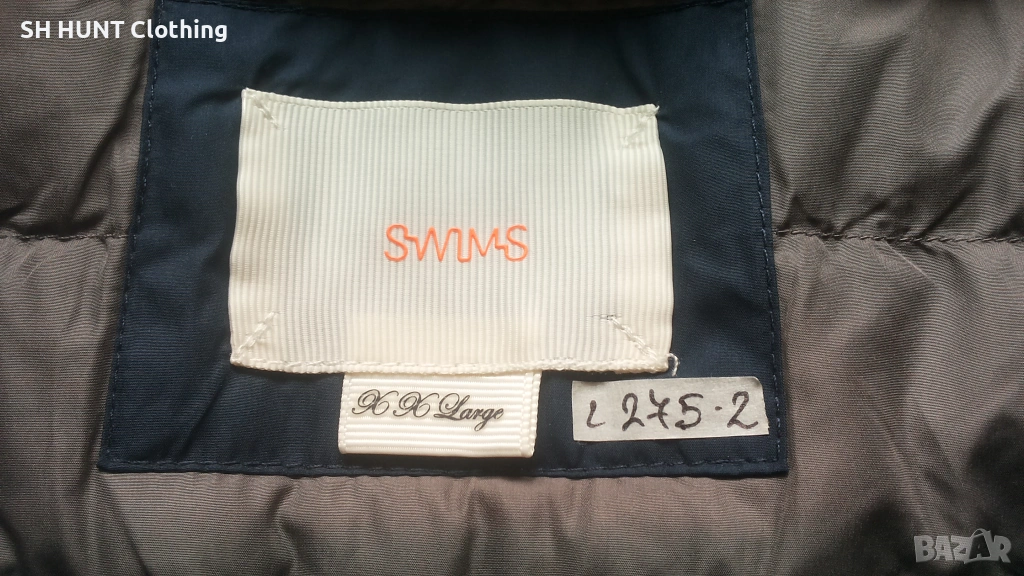 SH HUNT Clothing
SWIMS
XX Large
L 275.2
BAZAR